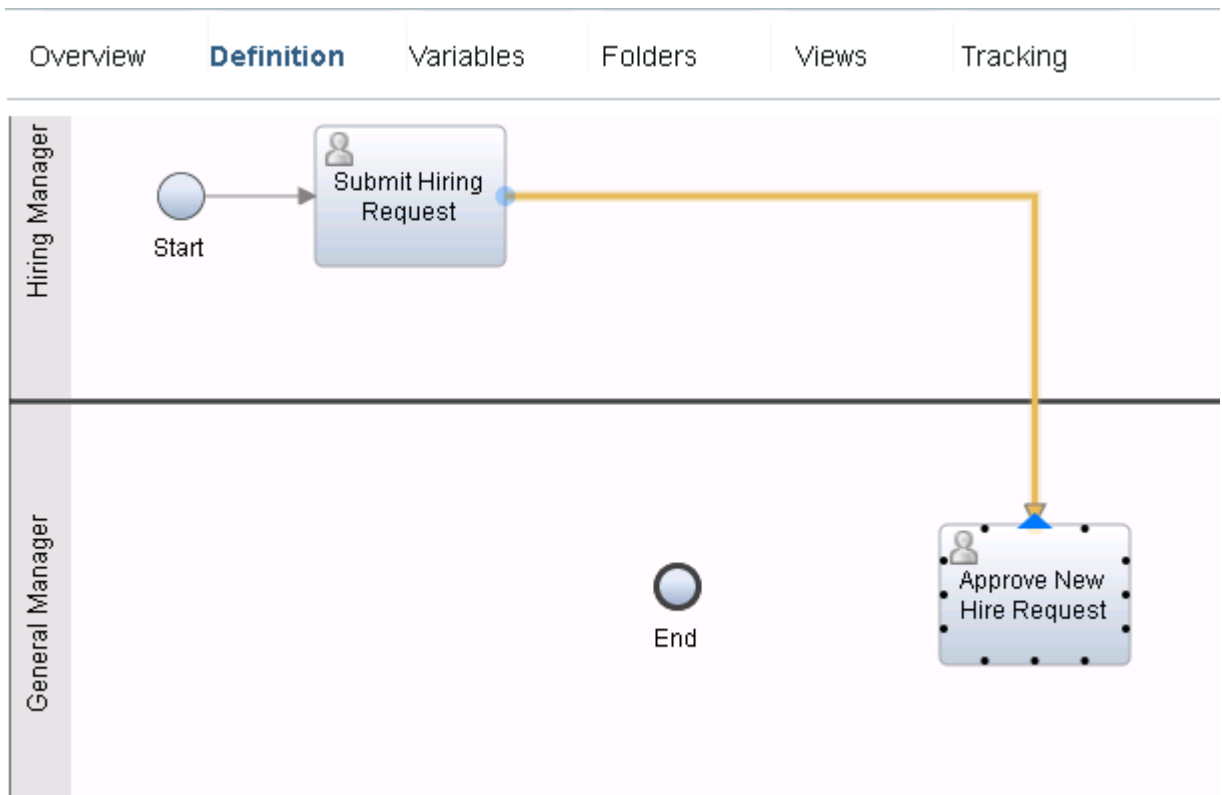 Overview Definition Variables Folders Views Tracking
Hiring Manager
Submit Hiring
Request
Start
General Manager
Approve New
Hire Request
End